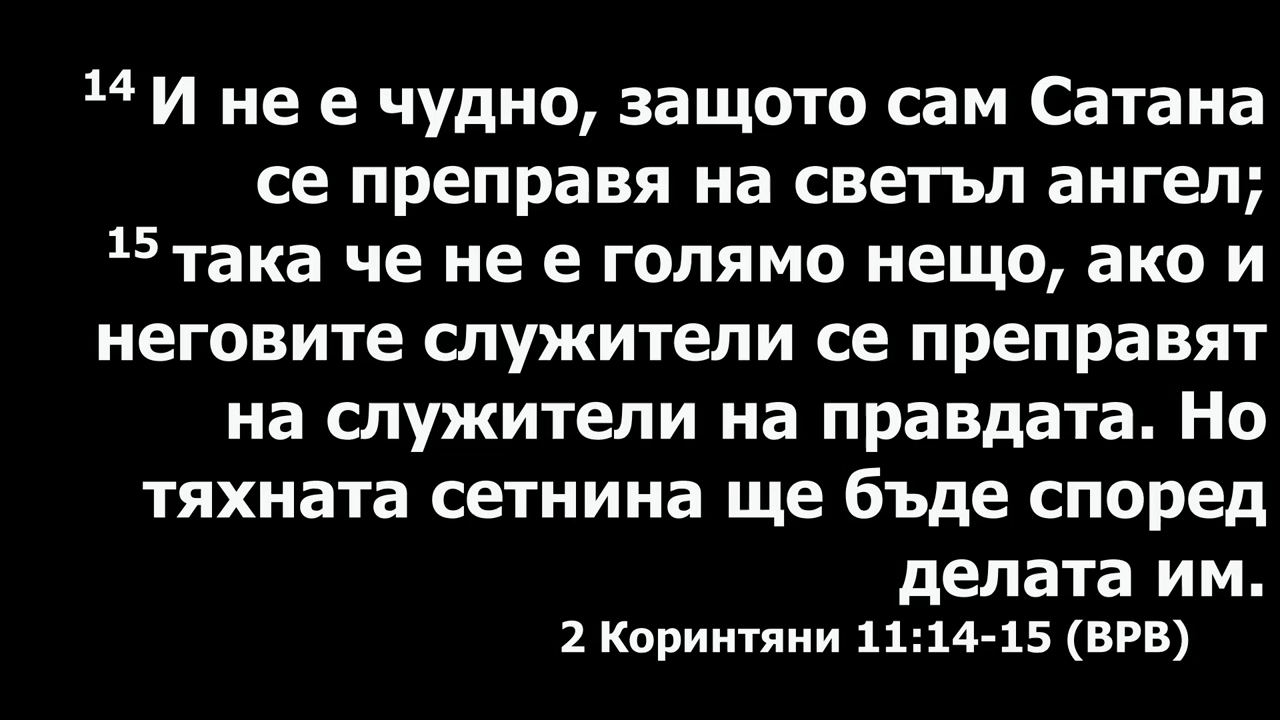 14 И не е чудно, защото сам Сатана
се преправя на светъл ангел;
15 така че не е голямо нещо, ако и
неговите служители се преправят
на служители на правдата. Но
тяхната сетнина ще бъде според
делата им.
2 Коринтяни 11:14-15 (ВРВ)